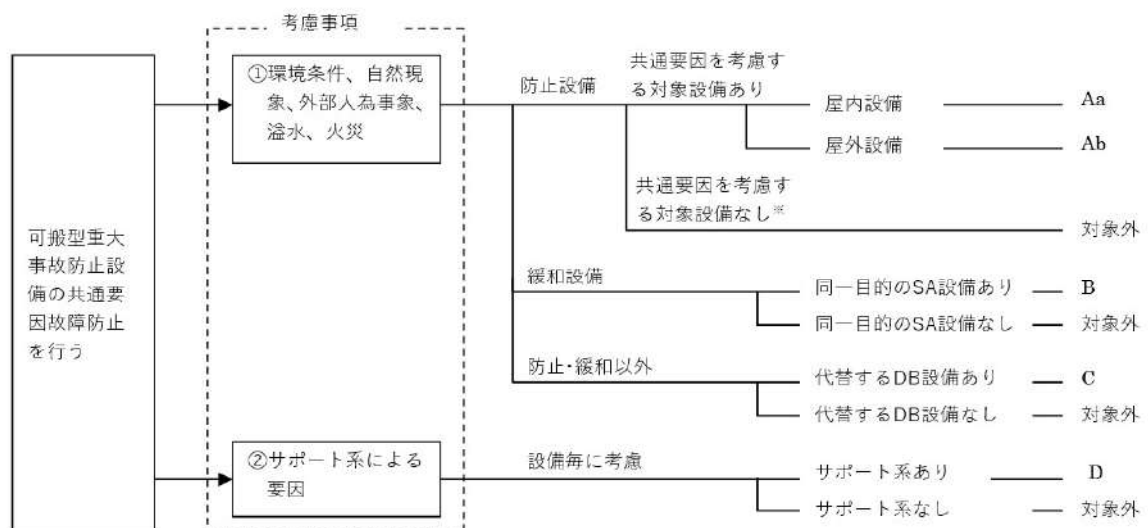 考慮事項
可搬型重大
事故防止設
備の共通要
因故障防止
を行う
①環境条件、自然現
象、外部人為事象、
溢水、火災
防止設備
共通要因を考慮す
る対象設備あり
屋内設備
Aa
屋外設備
Ab
共通要因を考慮す
る対象設備なし※
対象外
緩和設備
同一目的のSA設備あり
B
同一目的のSA設備なし
対象外
防止・緩和以外
代替するDB設備あり
C
代替するDB設備なし
対象外
②サポート系による
要因
設備毎に考慮
サポート系あり
D
サポート系なし
対象外